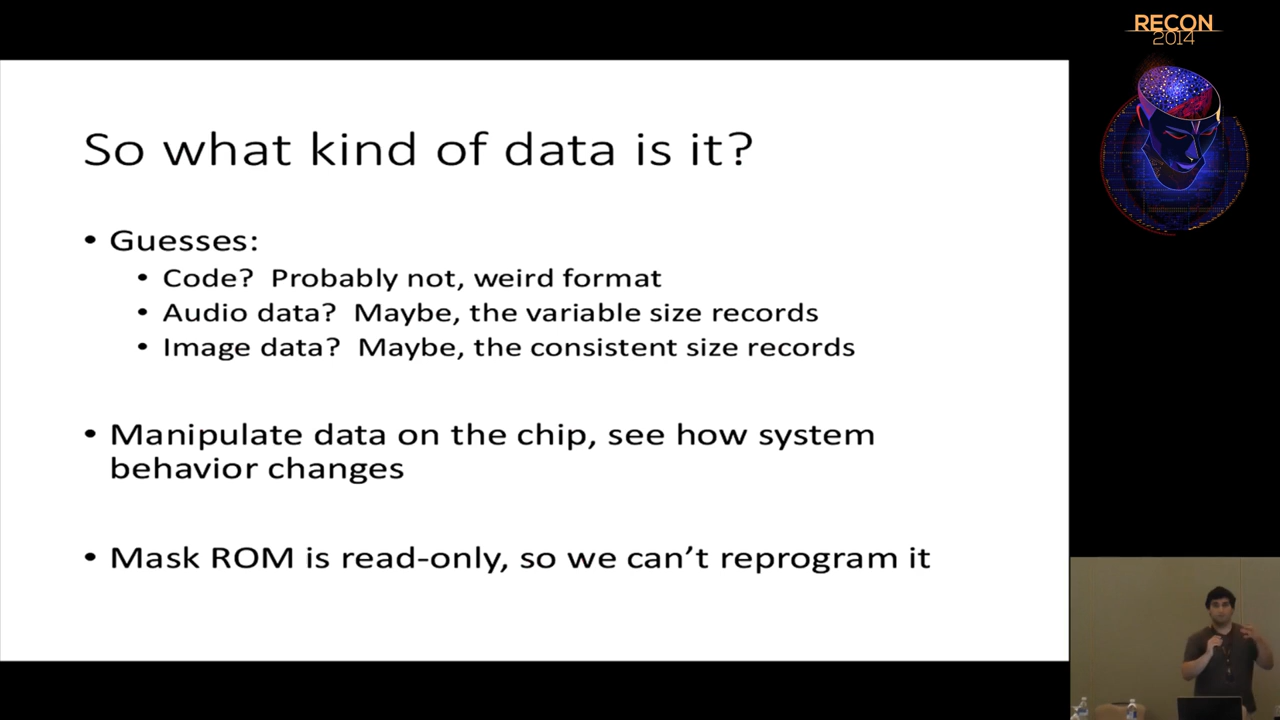 RECON
2014
So what kind of data is it?
• Guesses:
• Code?  Probably not, weird format
• Audio data?  Maybe, the variable size records
• Image data?  Maybe, the consistent size records
• Manipulate data on the chip, see how system
behavior changes
• Mask ROM is read-only, so we can’t reprogram it